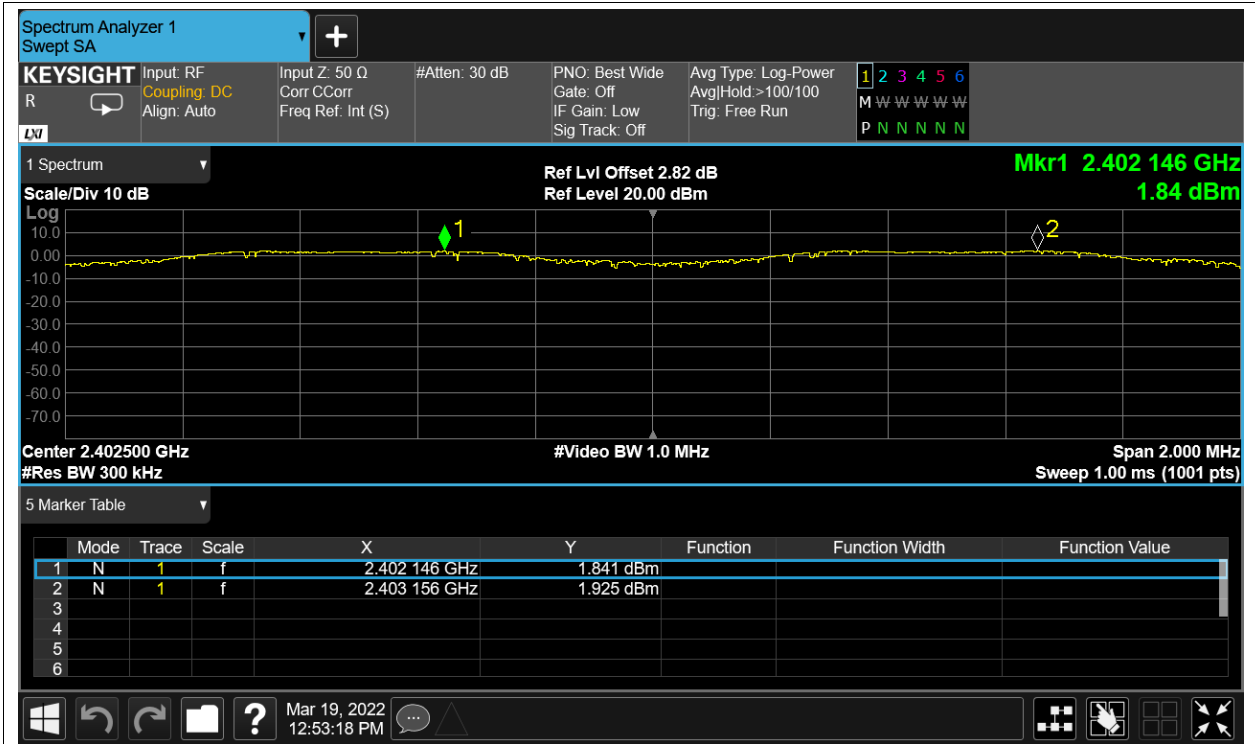 Spectrum Analyzer 1
Swept SA
+
KEYSIGHT
R
LXI
Input: RF
Coupling: DC
Align: Auto
Input Z: 50 Ω
Corr CCorr
Freq Ref: Int (S)
#Atten: 30 dB
PNO: Best Wide
Gate: Off
IF Gain: Low
Sig Track: Off
Avg Type: Log-Power
Avg|Hold:>100/100
Trig: Free Run
1 2 3 4 5 6
M W W W W W
P N N N N N
1 Spectrum
Scale/Div 10 dB
Ref Lvl Offset 2.82 dB
Ref Level 20.00 dBm
Mkr1 2.402 146 GHz
1.84 dBm
Log
10.0
0.00
-10.0
-20.0
-30.0
-40.0
-50.0
-60.0
-70.0
1
2
Center 2.402500 GHz
#Res BW 300 kHz
#Video BW 1.0 MHz
Span 2.000 MHz
Sweep 1.00 ms (1001 pts)
5 Marker Table
Mode Trace Scale X Y Function Function Width Function Value
1 N 1 f 2.402 146 GHz 1.841 dBm
2 N 1 f 2.403 156 GHz 1.925 dBm
3
4
5
6
?
Mar 19, 2022
12:53:18 PM